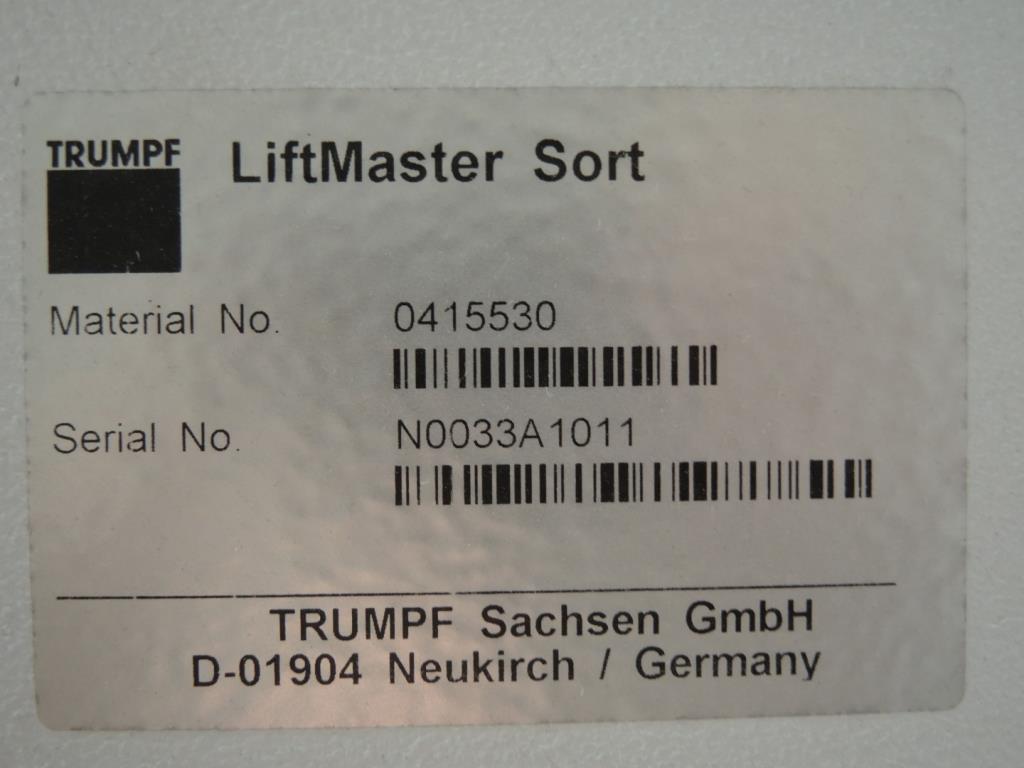 TRUMPF
LiftMaster Sort
Material No. 0415530
Serial No. N0033A1011
TRUMPF Sachsen GmbH
D-01904 Neukirch / Germany